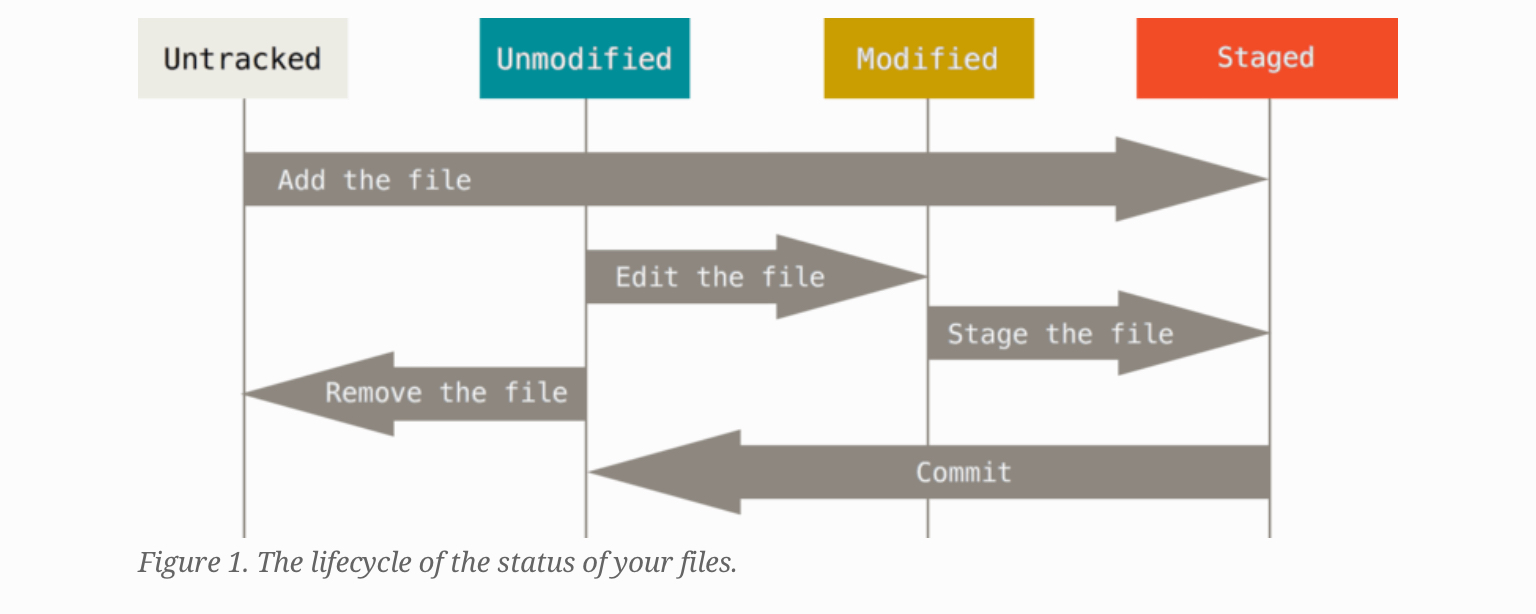 Untracked
Unmodified
Modified
Staged
Add the file
Edit the file
Stage the file
Remove the file
Commit
Figure 1. The lifecycle of the status of your files.